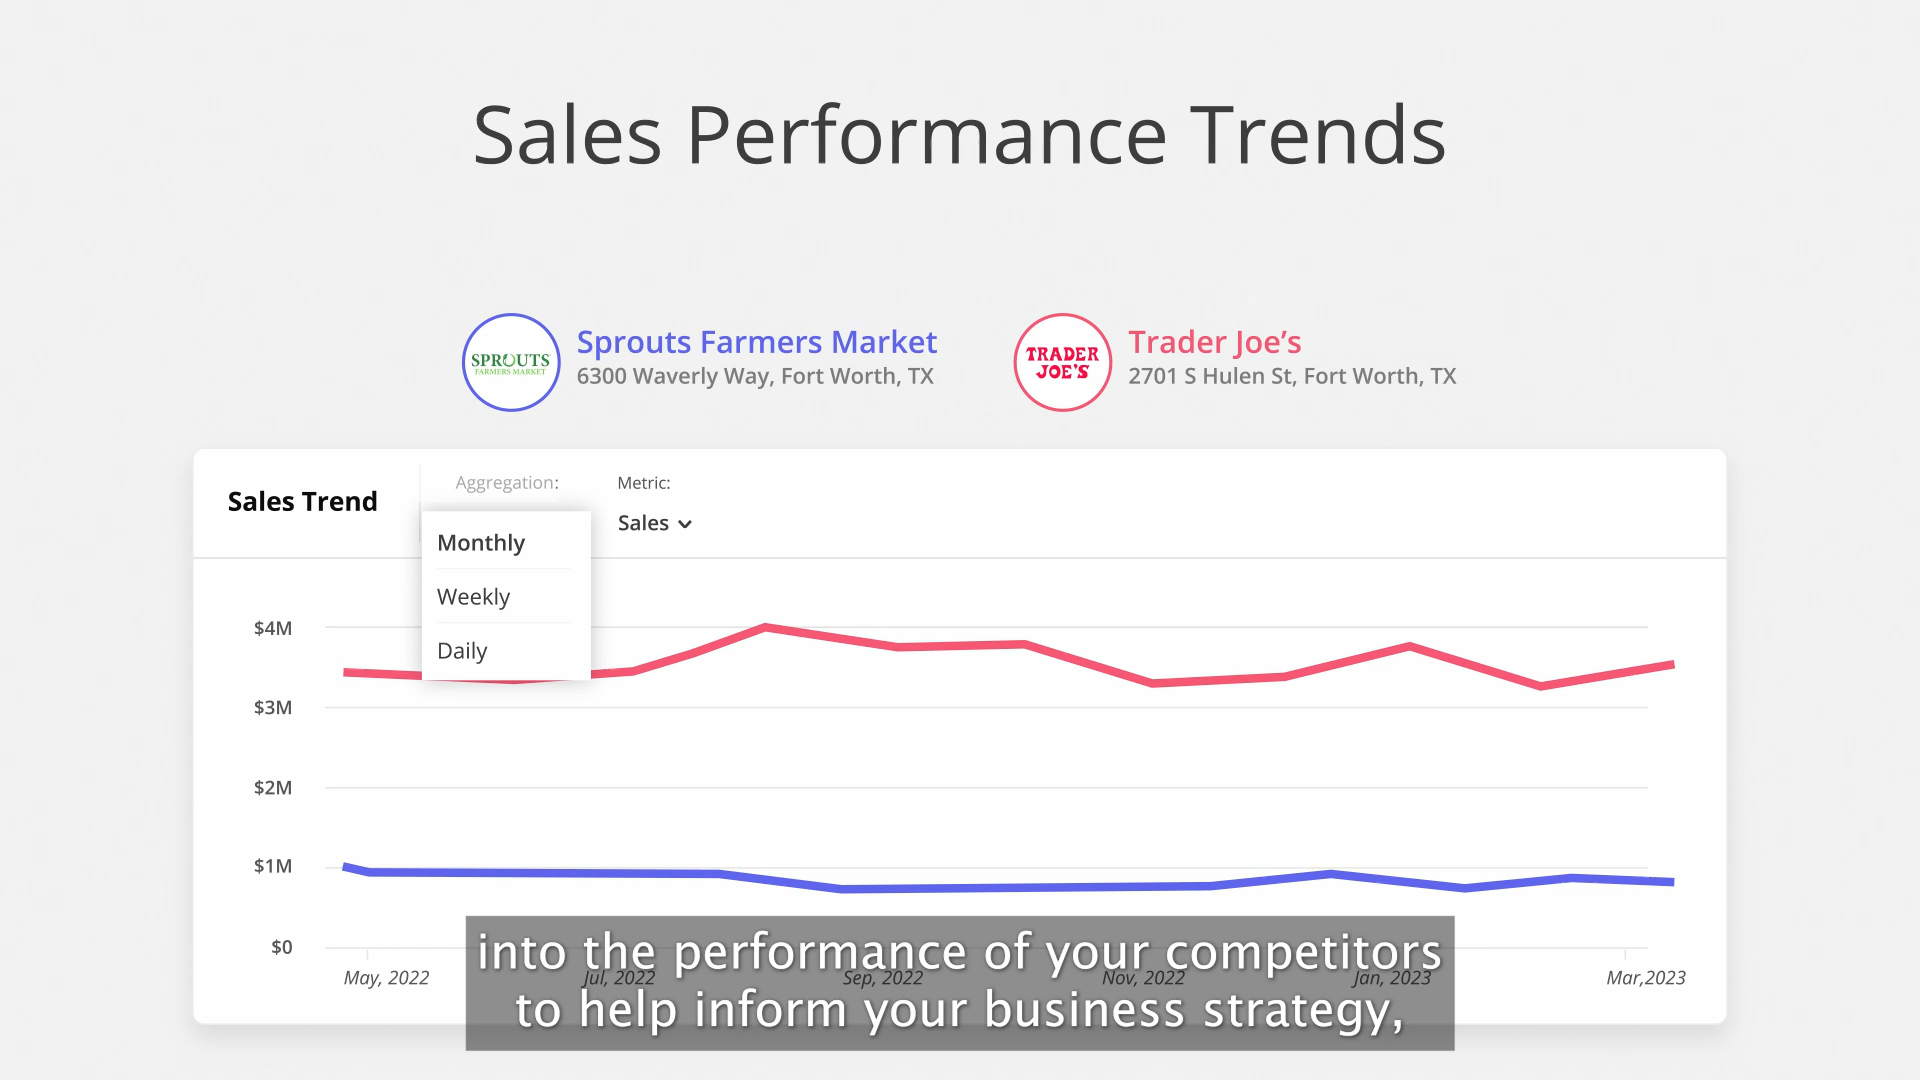 Sales Performance Trends
SPROUTS
FARMERS MARKET
Sprouts Farmers Market
6300 Waverly Way, Fort Worth, TX
TRADER
JOE'S
Trader Joe’s
2701 S Hulen St, Fort Worth, TX
Sales Trend
Aggregation:
Metric:
Sales
Monthly
Weekly
Daily
$4M
$3M
$2M
$1M
$0
May, 2022 Jul, 2022 Sep, 2022 Nov, 2022 Jan, 2023 Mar,2023
into the performance of your competitors
to help inform your business strategy,